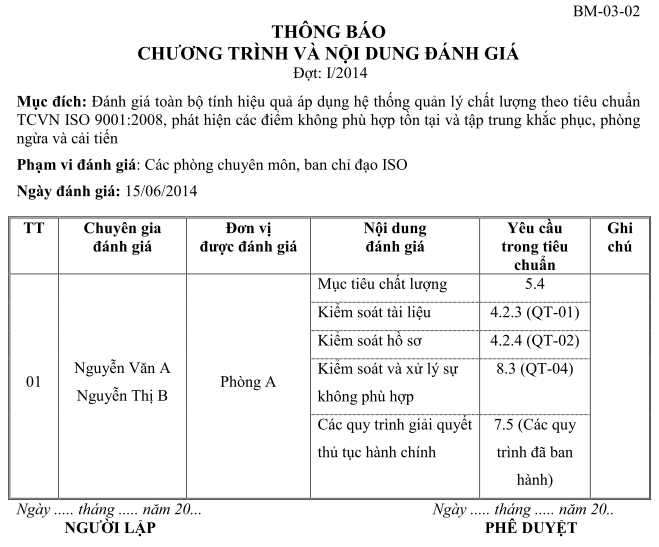 BM-03-02
THÔNG BÁO
CHƯƠNG TRÌNH VÀ NỘI DUNG ĐÁNH GIÁ
Đợt: I/2014
Mục đích: Đánh giá toàn bộ tính hiệu quả áp dụng hệ thống quản lý chất lượng theo tiêu chuẩn
TCVN ISO 9001:2008, phát hiện các điểm không phù hợp tồn tại và tập trung khắc phục, phòng
ngừa và cải tiến
Phạm vi đánh giá: Các phòng chuyên môn, ban chỉ đạo ISO
Ngày đánh giá: 15/06/2014
TT
Chuyên gia
đánh giá
Đơn vị
được đánh giá
Nội dung
đánh giá
Yêu cầu
trong tiêu
chuẩn
Ghi
chú
01
Nguyễn Văn A
Nguyễn Thị B
Phòng A
Mục tiêu chất lượng
5.4
Kiểm soát tài liệu
4.2.3 (QT-01)
Kiểm soát hồ sơ
4.2.4 (QT-02)
Kiểm soát và xử lý sự
không phù hợp
8.3 (QT-04)
Các quy trình giải quyết
thủ tục hành chính
7.5 (Các quy
trình đã ban
hành)
Ngày ..... tháng ..... năm 20...
NGƯỜI LẬP
Ngày ..... tháng ..... năm 20..
PHÊ DUYỆT